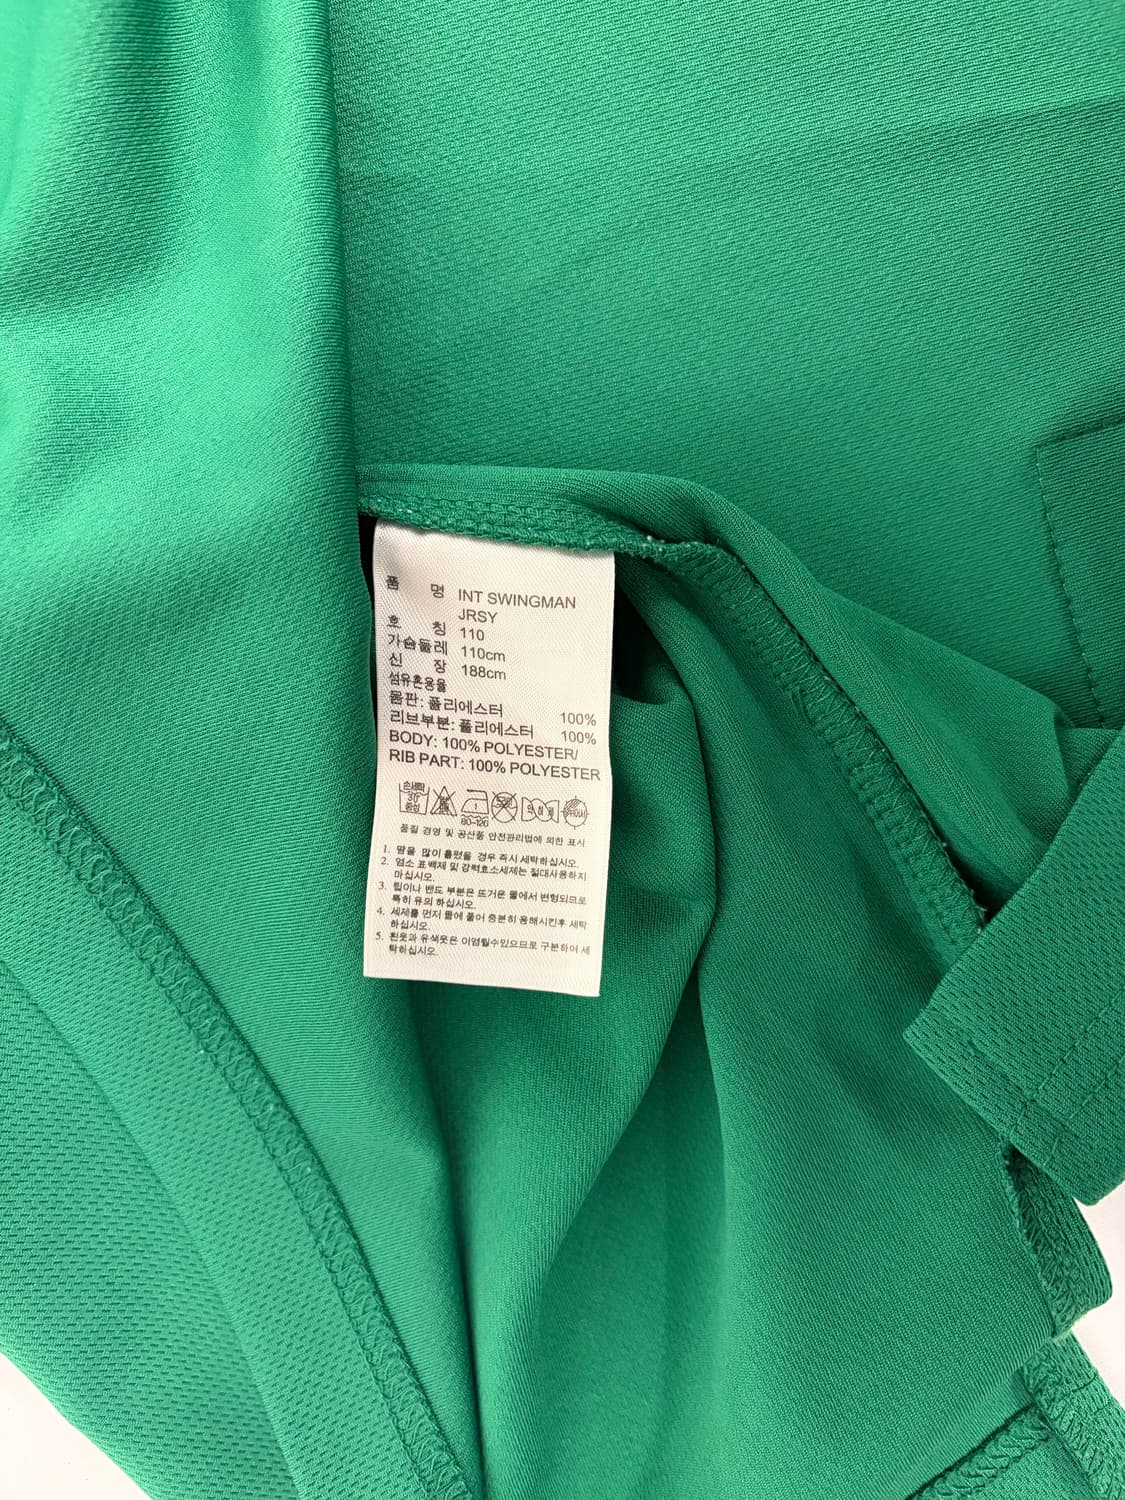 품 명 INT SWINGMAN
JRSY
호 칭 110
가슴둘레 110cm
신 장 188cm
섬유혼용율
몸판: 폴리에스터 100%
리브부분: 폴리에스터 100%
BODY: 100% POLYESTER/
RIB PART: 100% POLYESTER
손세탁
30°
중성
80-120
품질 경영 및 공산품 안전관리법에 의한 표시
1. 땀을 많이 흘렸을 경우 즉시 세탁하십시오.
2. 염소 표백제 및 강력효소세제는 절대사용하지
마십시오.
3. 립이나 밴드 부분은 뜨거운 물에서 변형되므로
특히 유의 하십시오.
4. 세제를 먼저 물에 풀어 충분히 용해시킨후 세탁
하십시오.
5. 흰옷과 유색옷은 이염될수있으므로 구분하여 세
탁하십시오.